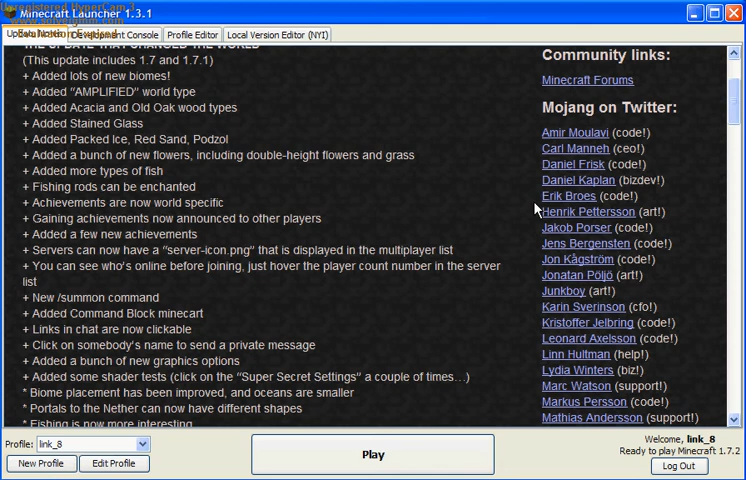 Unregistered HyperCam 3
Minecraft Launcher 1.3.1
Development Console
Profile Editor
Local Version Editor (NYI)
THE UPDATE THAT CHANGED THE WORLD
(This update includes 1.7 and 1.7.1)
+ Added lots of new biomes!
+ Added "AMPLIFIED" world type
+ Added Acacia and Old Oak wood types
+ Added Stained Glass
+ Added Packed Ice, Red Sand, Podzol
+ Added a bunch of new flowers, including double-height flowers and grass
+ Added more types of fish
+ Fishing rods can be enchanted
+ Achievements are now world specific
+ Gaining achievements now announced to other players
+ Added a few new achievements
+ Servers can now have a "server-icon.png" that is displayed in the multiplayer list
+ You can see who's online before joining, just hover the player count number in the server
list
+ New /summon command
+ Added Command Block minecart
+ Links in chat are now clickable
+ Click on somebody's name to send a private message
+ Added a bunch of new graphics options
+ Added some shader tests (click on the "Super Secret Settings" a couple of times...)
* Biome placement has been improved, and oceans are smaller
* Portals to the Nether can now have different shapes
* Fishing is now more interesting
Community links:
Minecraft Forums
Mojang on Twitter:
Amir Moulavi (code!)
Carl Manneh (ceo!)
Daniel Frisk (code!)
Daniel Kaplan (bizdev!)
Erik Broes (code!)
Henrik Pettersson (art!)
Jakob Porser (code!)
Jens Bergensten (code!)
Jon Kågström (code!)
Jonatan Pöljö (art!)
Junkboy (art!)
Karin Severinson (cfo!)
Kristoffer Jelbring (code!)
Leonard Axelsson (code!)
Linn Hultman (help!)
Lydia Winters (biz!)
Marc Watson (support!)
Markus Persson (code!)
Mathias Andersson (support!)
Profile: link_8
New Profile
Edit Profile
Play
Welcome, link_8
Ready to play Minecraft 1.7.2
Log Out